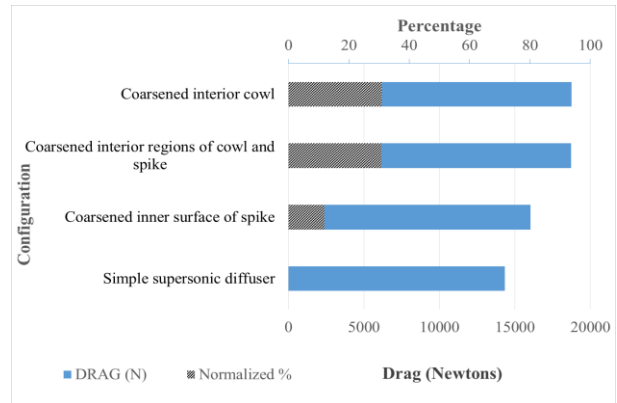 Percentage
0 20 40 60 80 100
Coarsened interior cowl
Coarsened interior regions of cowl and
spike
Coarsened inner surface of spike
Simple supersonic diffuser
Configuration
0 5000 10000 15000 20000
DRAG (N) Normalized % Drag (Newtons)